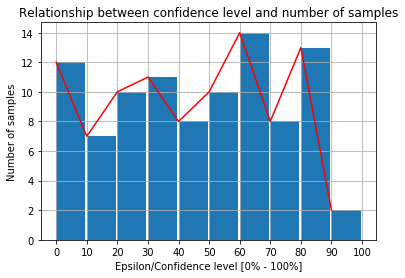 Relationship between confidence level and number of samples
14
12
10
8
6
4
2
0
Number of samples
0 10 20 30 40 50 60 70 80 90 100
Epsilon/Confidence level [0% - 100%]